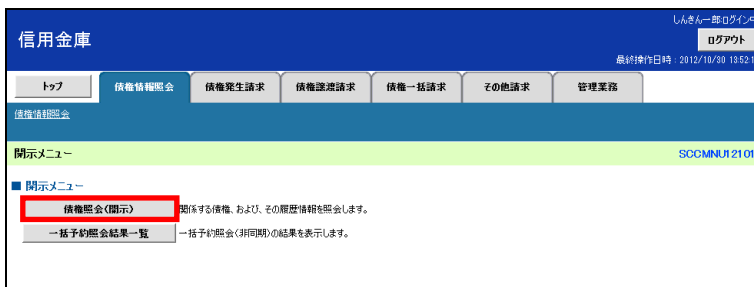 しんきん一郎ログイン中
信用金庫
ログアウト
最終操作日時：2012/10/30 13:52:1
トップ 債権情報照会 債権発生請求 債権譲渡請求 債権一括請求 その他請求 管理業務
債権情報照会
開示メニュー SCCMNU12101
■ 開示メニュー
債権照会(開示) 関係する債権、および、その履歴情報を照会します。
一括予約照会結果一覧 一括予約照会(非同期)の結果を表示します。